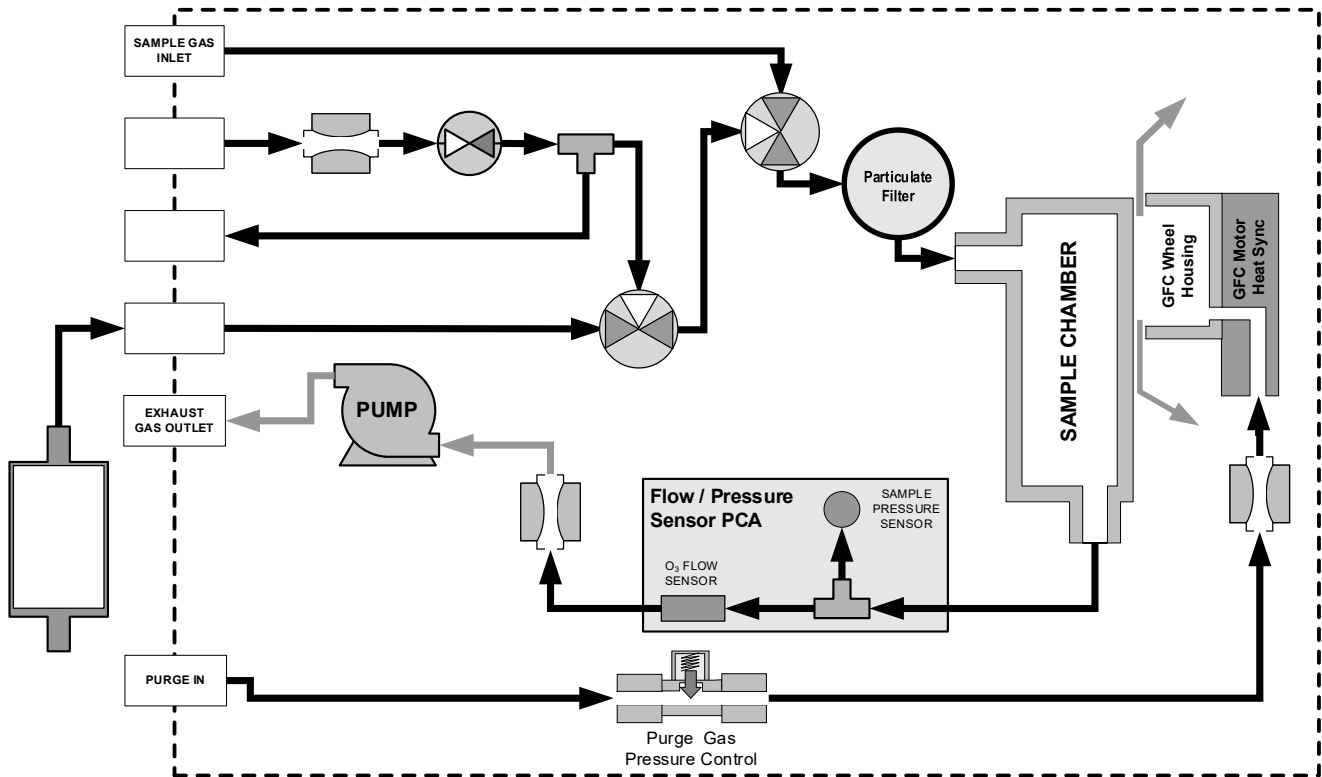 SAMPLE GAS
INLET
Particulate
Filter
SAMPLE CHAMBER
GFC Wheel
Housing
GFC Motor
Heat Sync
EXHAUST
GAS OUTLET
PUMP
Flow / Pressure
Sensor PCA
SAMPLE
PRESSURE
SENSOR
O₃ FLOW
SENSOR
PURGE IN
Purge Gas
Pressure Control